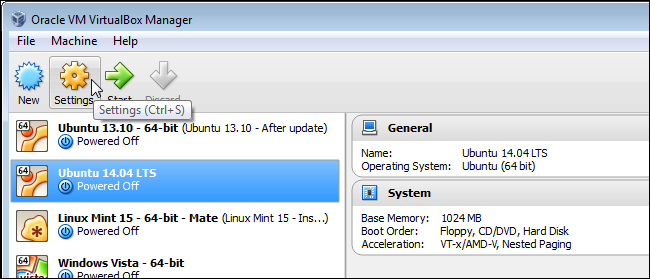 Oracle VM VirtualBox Manager
File Machine Help
New Settings Start Discard
Settings (Ctrl+S)
64 Ubuntu 13.10 - 64-bit (Ubuntu 13.10 - After update)
Powered Off
64 Ubuntu 14.04 LTS
Powered Off
64 Linux Mint 15 - 64-bit - Mate (Linux Mint 15 - Ins...)
Powered Off
64 Windows Vista - 64-bit
General
Name: Ubuntu 14.04 LTS
Operating System: Ubuntu (64 bit)
System
Base Memory: 1024 MB
Boot Order: Floppy, CD/DVD, Hard Disk
Acceleration: VT-x/AMD-V, Nested Paging